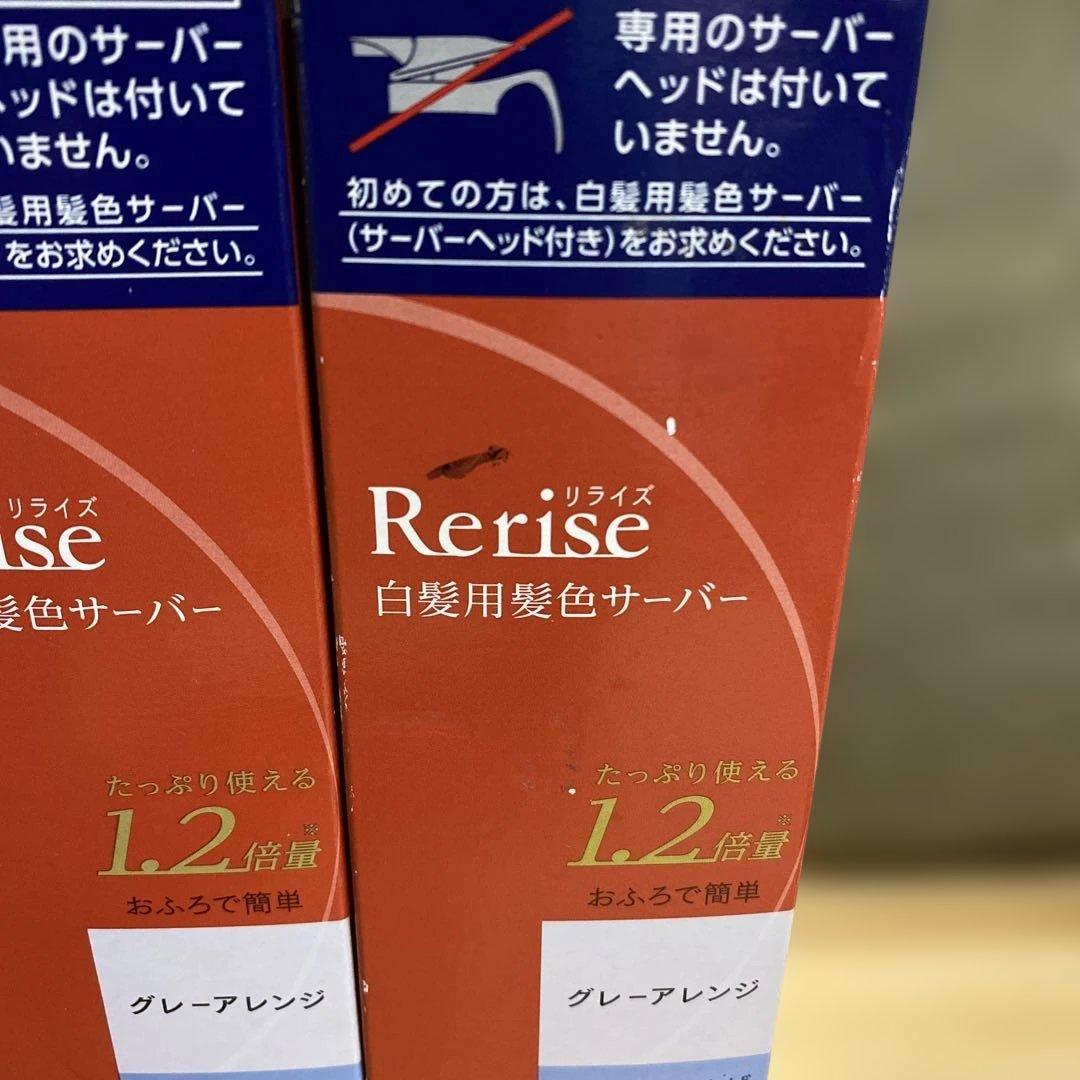 用のサーバー
ッドは付いて
いません。
髪用髪色サーバー
をお求めください。
リライズ
ise
髪色サーバー
たっぷり使える
1.2倍量※
おふろで簡単
グレーアレンジ
専用のサーバー
ヘッドは付いて
いません。
初めての方は、白髪用髪色サーバー
(サーバーヘッド付き)をお求めください。
リライズ
Rerise
白髪用髪色サーバー
たっぷり使える
1.2倍量※
おふろで簡単
グレーアレンジ